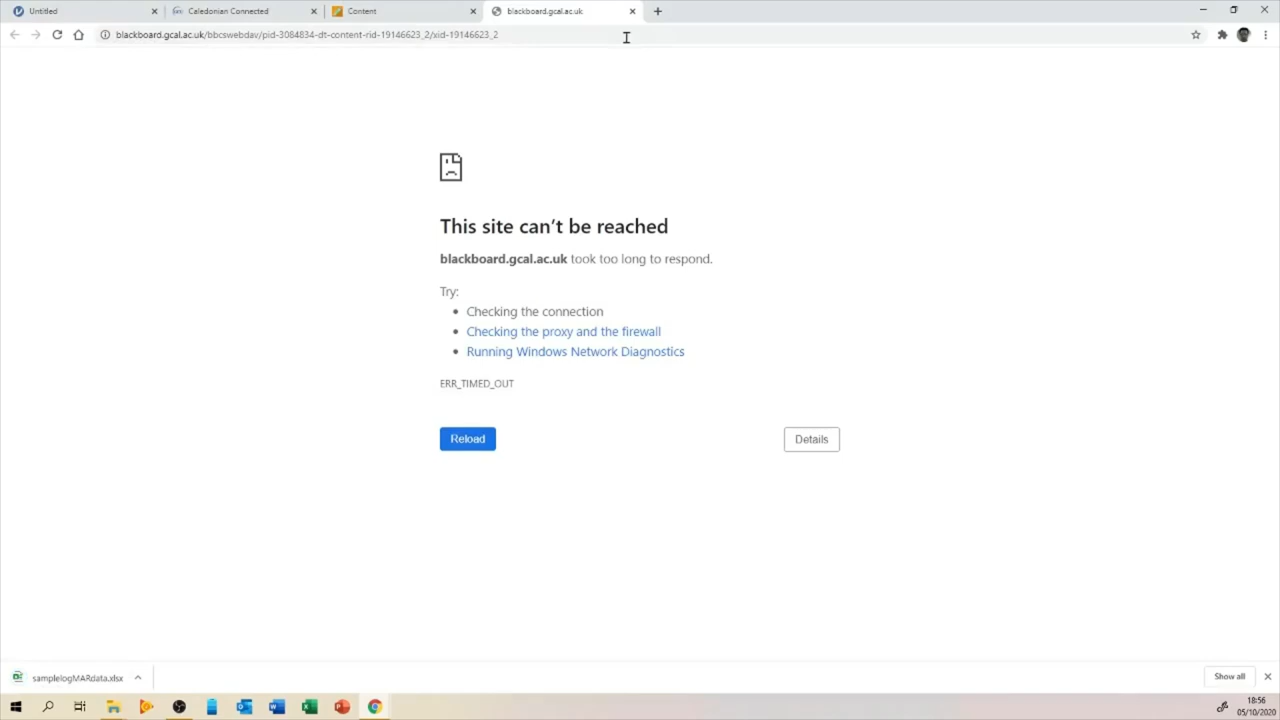 Untitled
Caledonian Connected
Content
blackboard.gcal.ac.uk
blackboard.gcal.ac.uk/bbcswebdav/pid-3084834-dt-content-rid-19146623_2/xid-19146623_2
This site can't be reached
blackboard.gcal.ac.uk took too long to respond.
Try:
Checking the connection
Checking the proxy and the firewall
Running Windows Network Diagnostics
ERR_TIMED_OUT
Reload
Details
samplelogMARdata.xlsx
Show all
18:56
05/10/2020